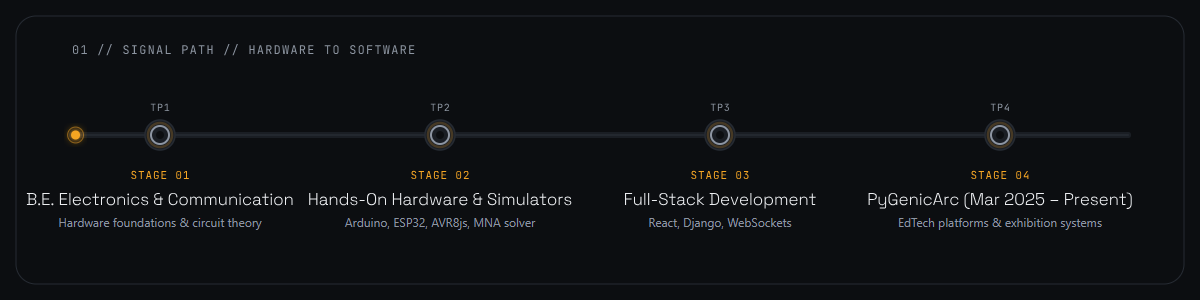 01 // SIGNAL PATH // HARDWARE TO SOFTWARE
TP1
TP2
TP3
TP4
STAGE 01
STAGE 02
STAGE 03
STAGE 04
B.E. Electronics & Communication
Hands-On Hardware & Simulators
Full-Stack Development
PyGenicArc (Mar 2025 – Present)
Hardware foundations & circuit theory
Arduino, ESP32, AVR8js, MNA solver
React, Django, WebSockets
EdTech platforms & exhibition systems